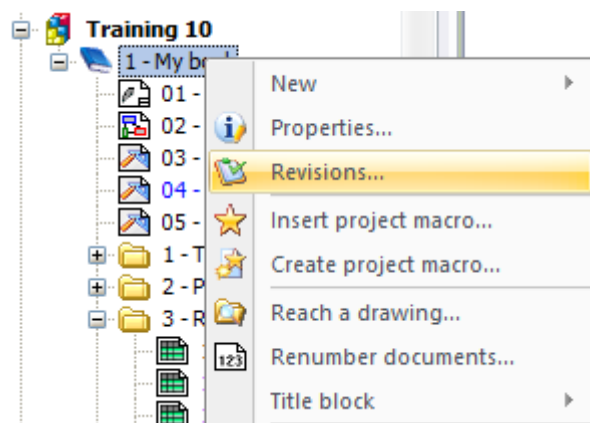 Training 10
1 - My bo
01 -
02 -
03 -
04 -
05 -
1 - T
2 - P
3 - R
New
Properties...
Revisions...
Insert project macro...
Create project macro...
Reach a drawing...
123
Renumber documents...
Title block